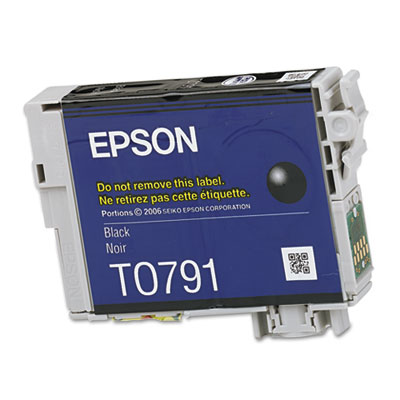 EPSON
Do not remove this label.
Ne retirez pas cette étiquette.
Portions © 2006 SEIKO EPSON CORPORATION
Black
Noir
T0791